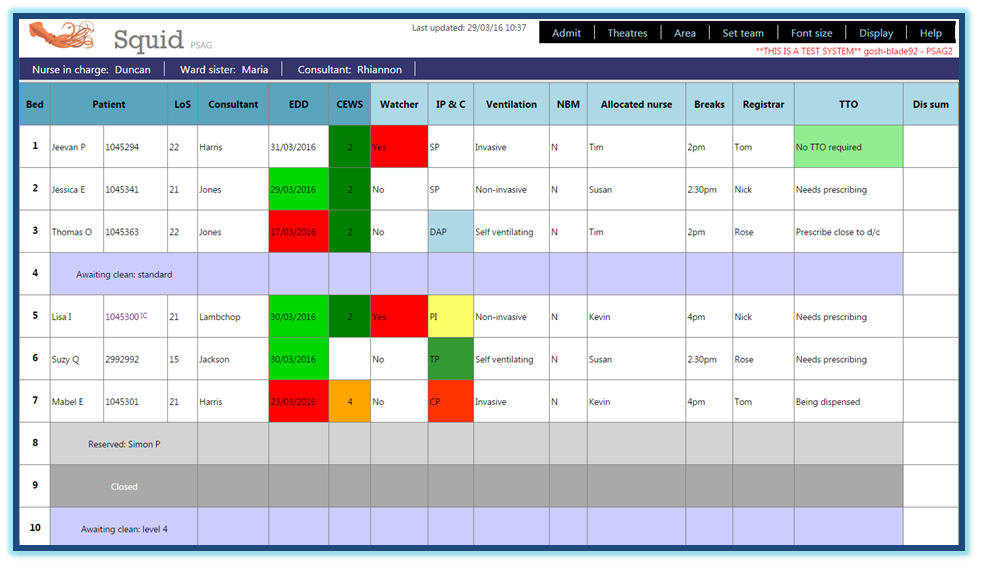 Squid PSAG
Last updated: 29/03/16 10:37
Admit Theatres Area Set team Font size Display Help
**THIS IS A TEST SYSTEM** gosh-blade92 - PSAG2
Nurse in charge: Duncan Ward sister: Maria Consultant: Rhiannon
Bed Patient LoS Consultant EDD CEWS Watcher IP & C Ventilation NBM Allocated nurse Breaks Registrar TTO Dis sum
1 Jeevan P 1045294 22 Harris 31/03/2016 2 Yes SP Invasive N Tim 2pm Tom No TTO required
2 Jessica E 1045341 21 Jones 29/03/2016 2 No SP Non-invasive N Susan 2.30pm Nick Needs prescribing
3 Thomas O 1045363 22 Jones 17/03/2016 2 No DAP Self ventilating N Tim 2pm Rose Prescribe close to d/c
4 Awaiting clean: standard
5 Lisa I 1045300 IC 21 Lambchop 30/03/2016 2 Yes PI Non-invasive N Kevin 4pm Nick Needs prescribing
6 Suzy Q 2992992 15 Jackson 30/03/2016 No TP Self ventilating N Susan 2.30pm Rose Needs prescribing
7 Mabel E 1045301 21 Harris 23/03/2016 4 No CP Invasive N Kevin 4pm Tom Being dispensed
8 Reserved: Simon P
9 Closed
10 Awaiting clean: level 4